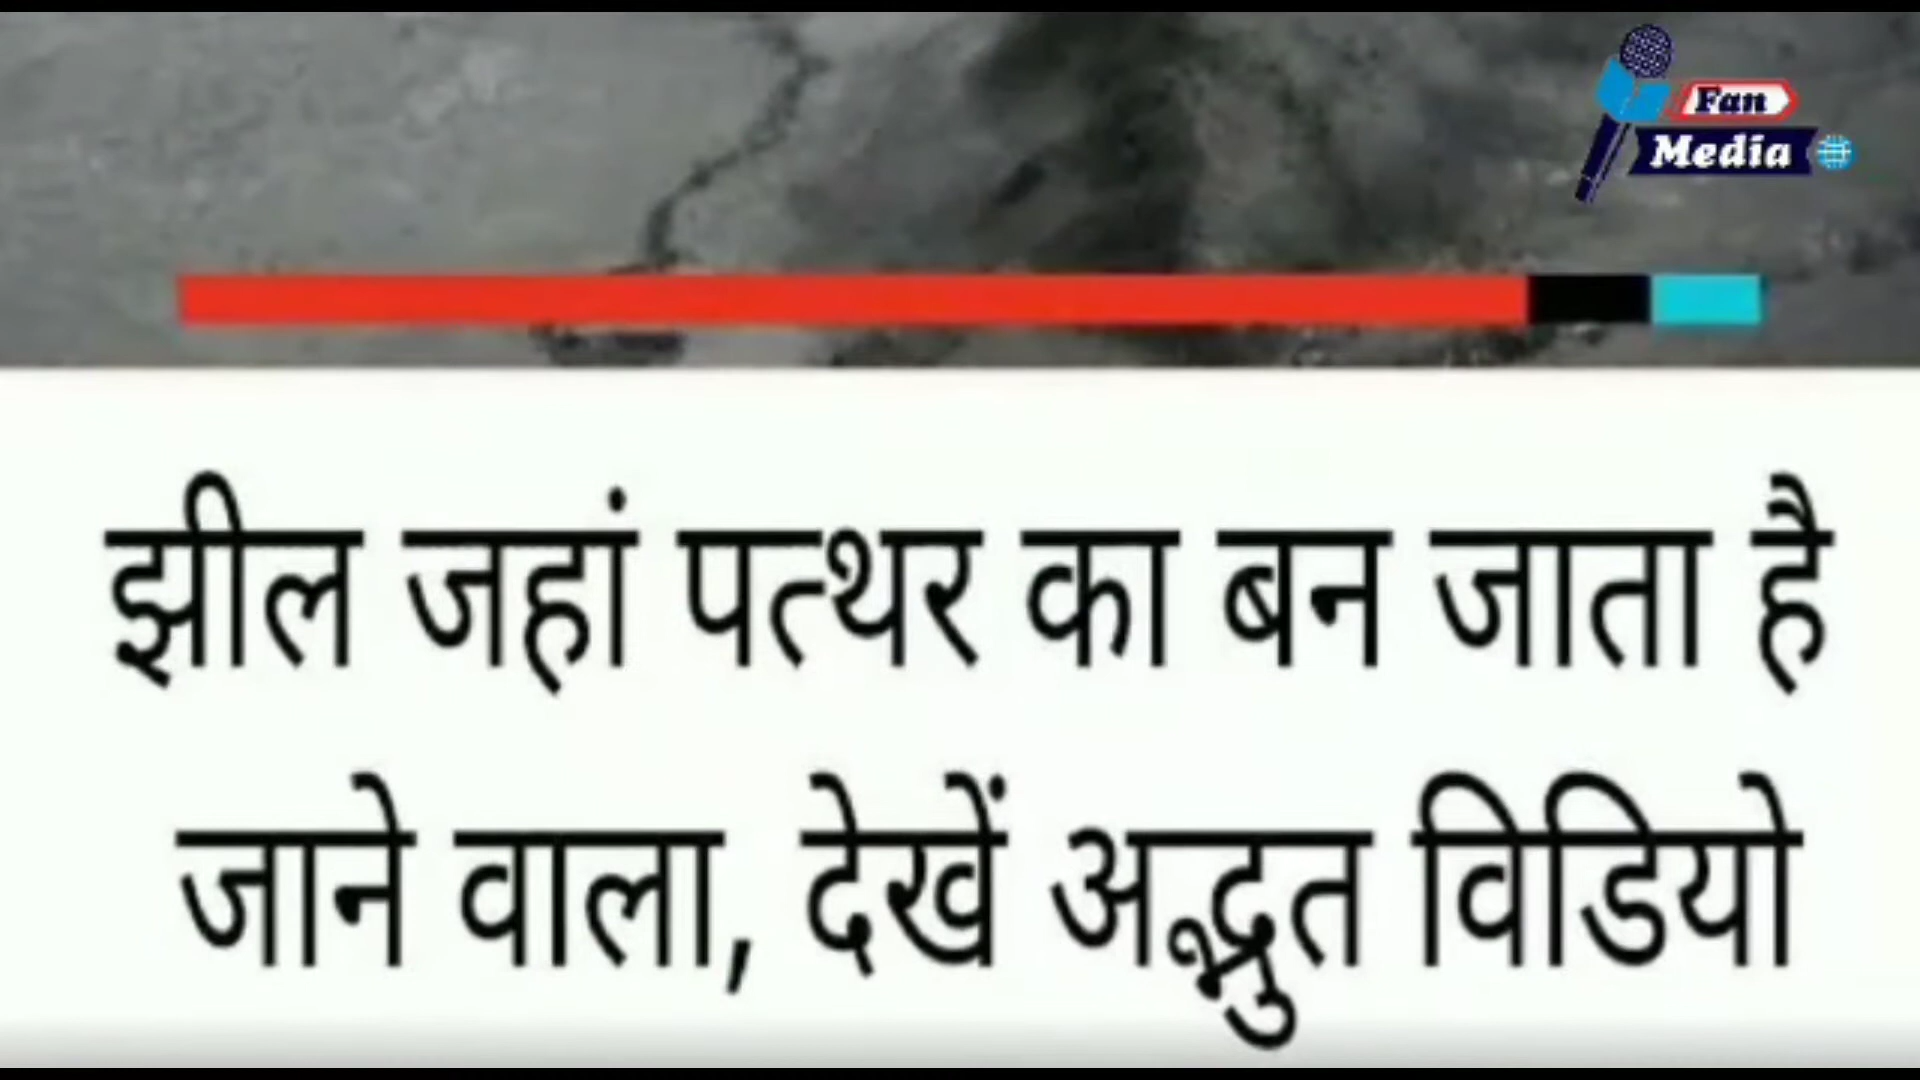 Fan
Media
झील जहां पत्थर का बन जाता है
जाने वाला, देखें अद्भुत विडियो